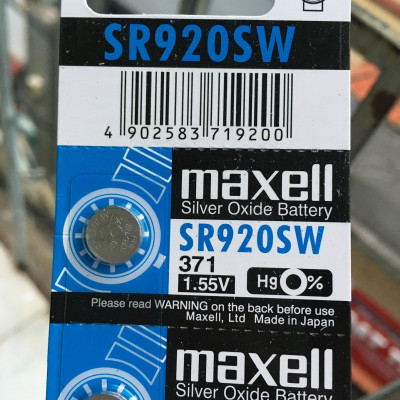 SR920SW
4 902583 719200
maxell
Silver Oxide Battery
SR920SW
371
1.55V Hg 0%
Please read WARNING on the back before use
Maxell, Ltd Made in Japan
maxell
Silver Oxide Battery